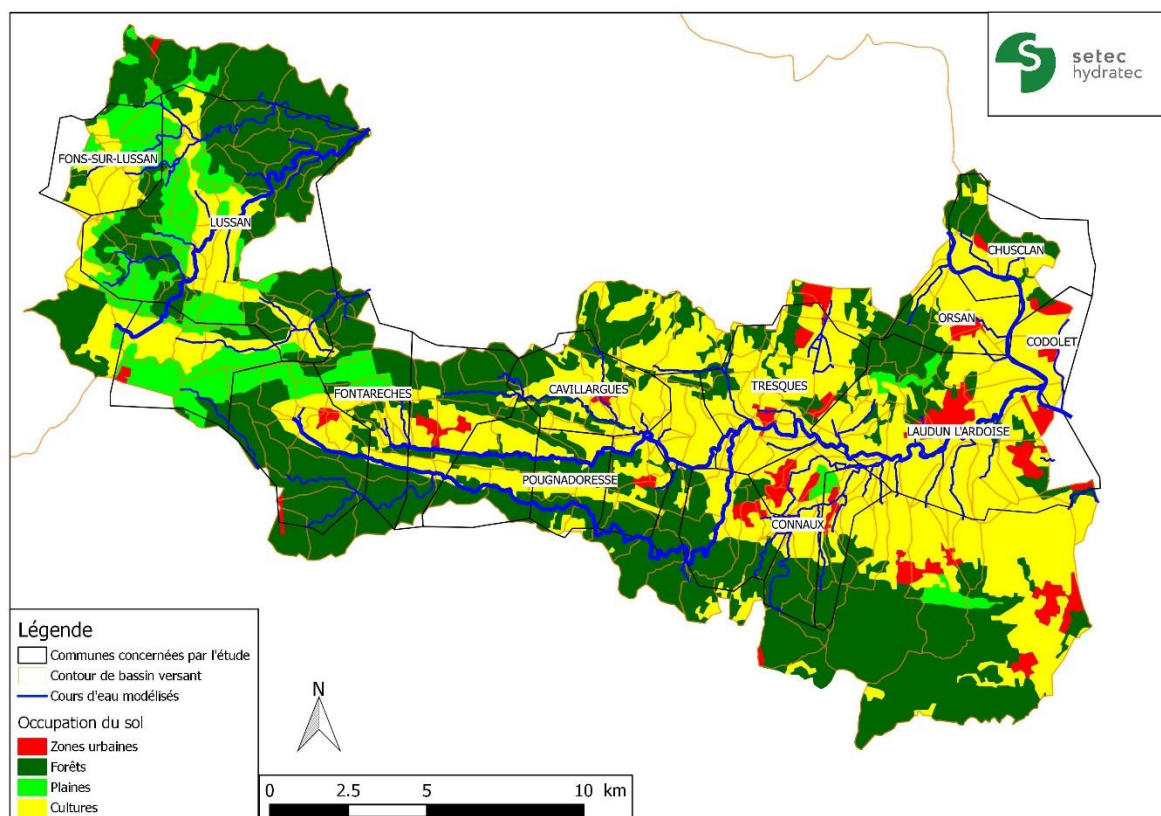 setec
hydratec
FONS-SUR-LUSSAN
LUSSAN
CHUSCLAN
ORSAN
CODOLET
FONTARECHES
CAVILLARGUES
TRESQUES
LAUDUN L'ARDOISE
POUGNADORESSE
CONNAUX
Légende
Communes concernées par l'étude
Contour de bassin versant
Cours d'eau modélisés
Occupation du sol
Zones urbaines
Forêts
Plaines
Cultures
N
0 2.5 5 10 km